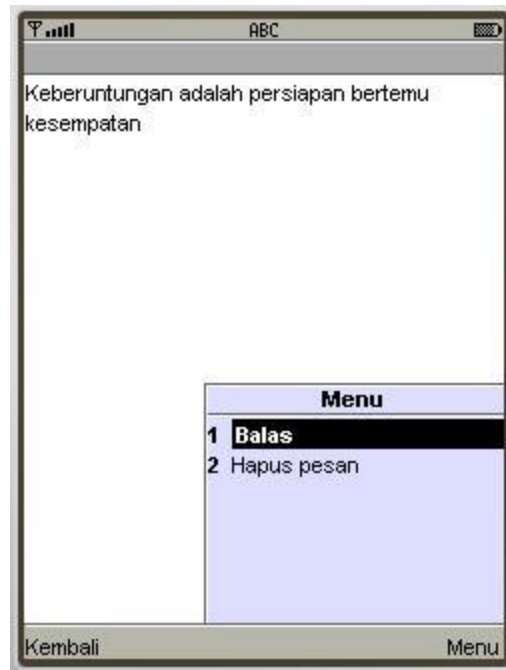 ABC
Keberuntungan adalah persiapan bertemu
kesempatan
Menu
1 Balas
2 Hapus pesan
Kembali Menu